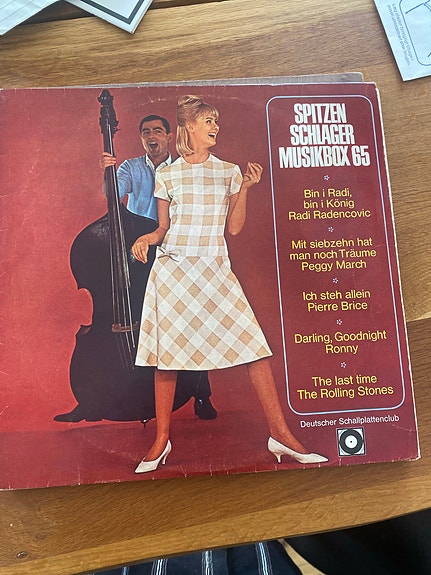 SPITZEN
SCHLAGER
MUSIKBOX 65
Bin i Radi,
bin i König
Radi Radencovic
Mit siebzehn hat
man noch Träume
Peggy March
Ich steh allein
Pierre Brice
Darling, Goodnight
Ronny
The last time
The Rolling Stones
Deutscher Schallplattenclub